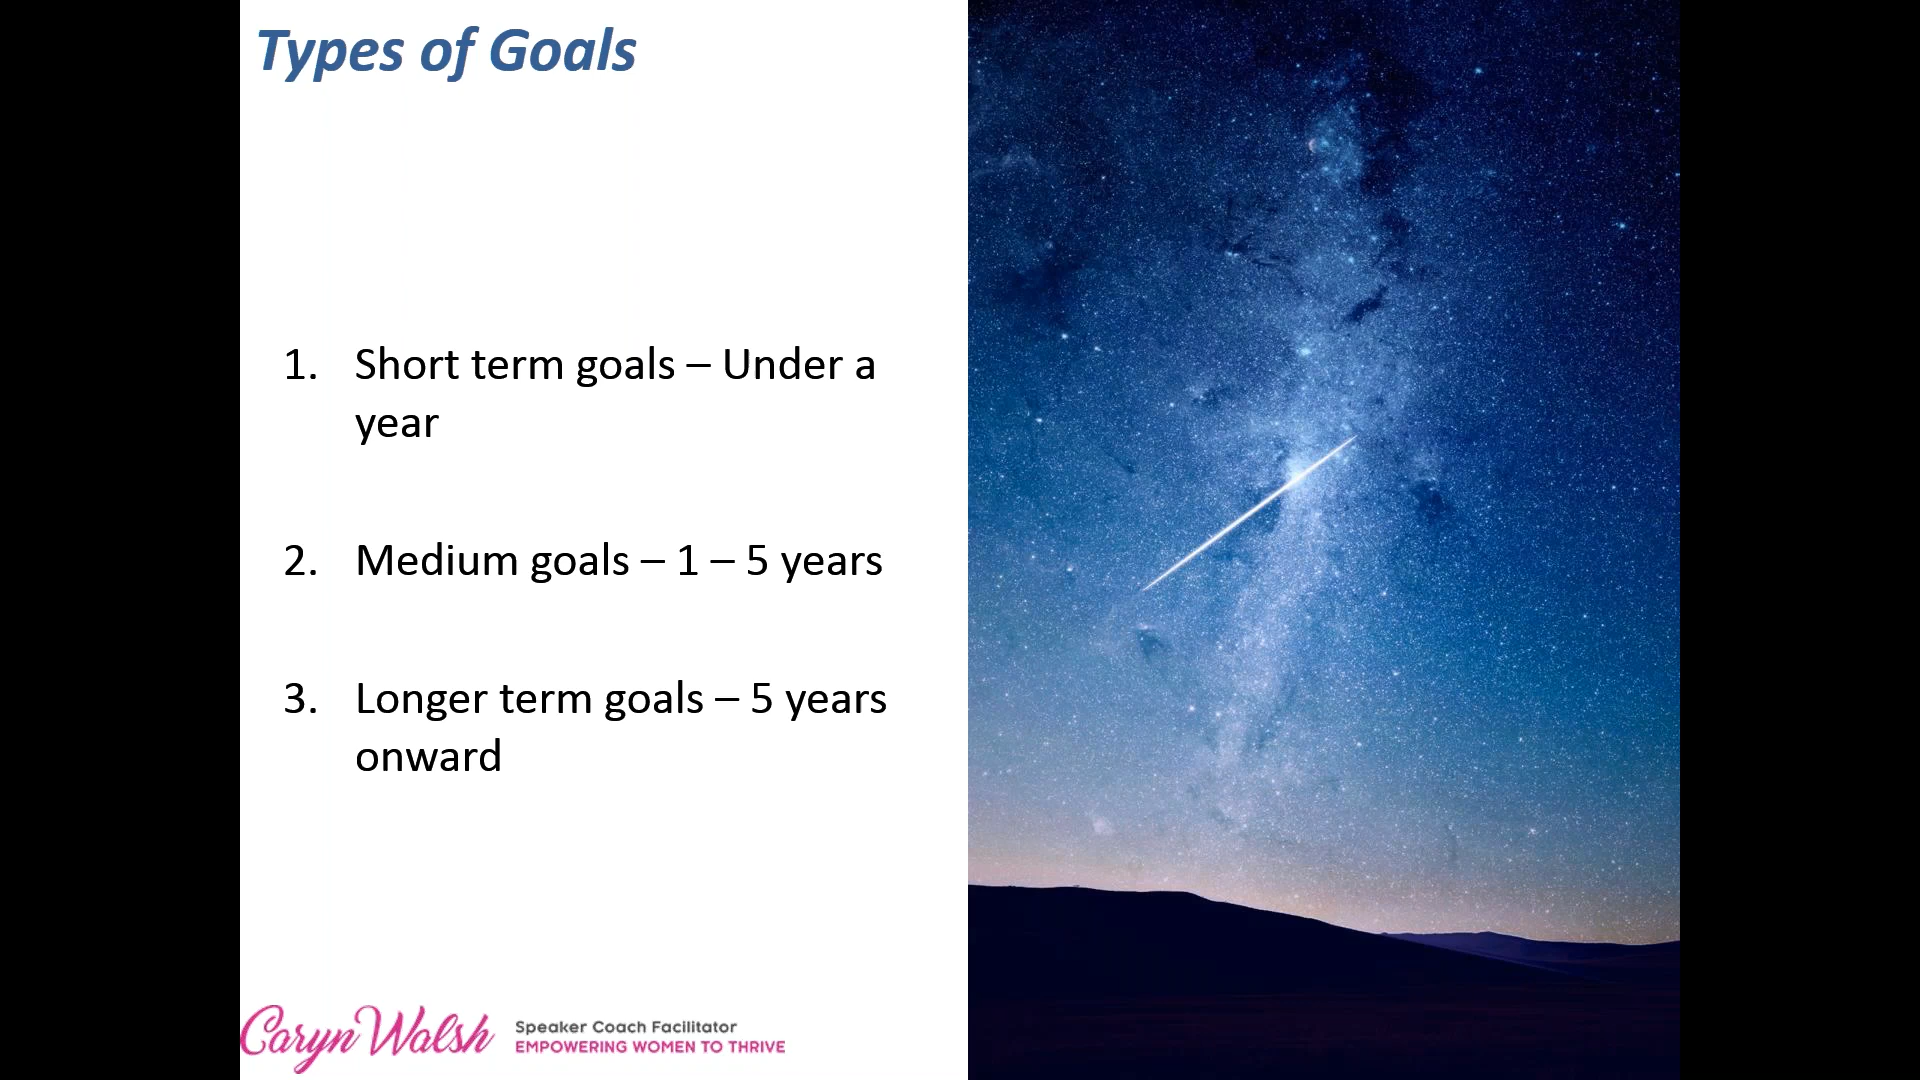 Types of Goals
1. Short term goals – Under a
year
2. Medium goals – 1 – 5 years
3. Longer term goals – 5 years
onward
Caryn Walsh
Speaker Coach Facilitator
EMPOWERING WOMEN TO THRIVE